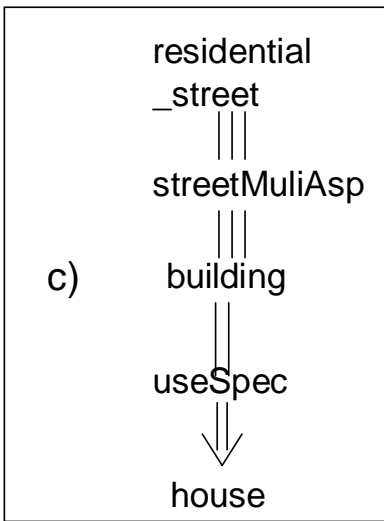 residential
_street
streetMuliAsp
c)
building
useSpec
house